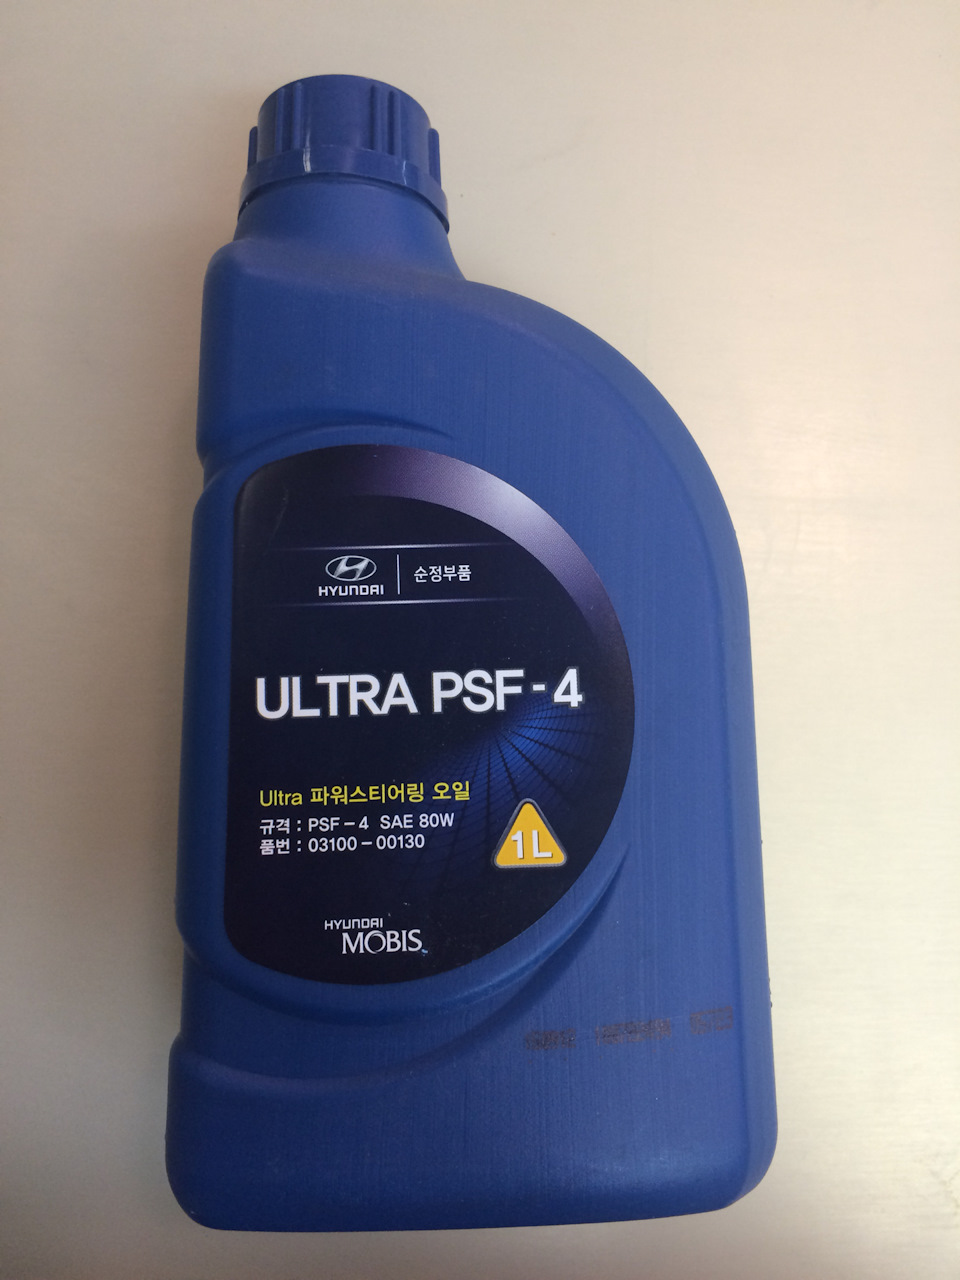 HYUNDAI 순정부품
ULTRA PSF-4
Ultra 파워스티어링 오일
규격 : PSF-4 SAE 80W
품번 : 03100-00130
1L
HYUNDAI
MOBIS